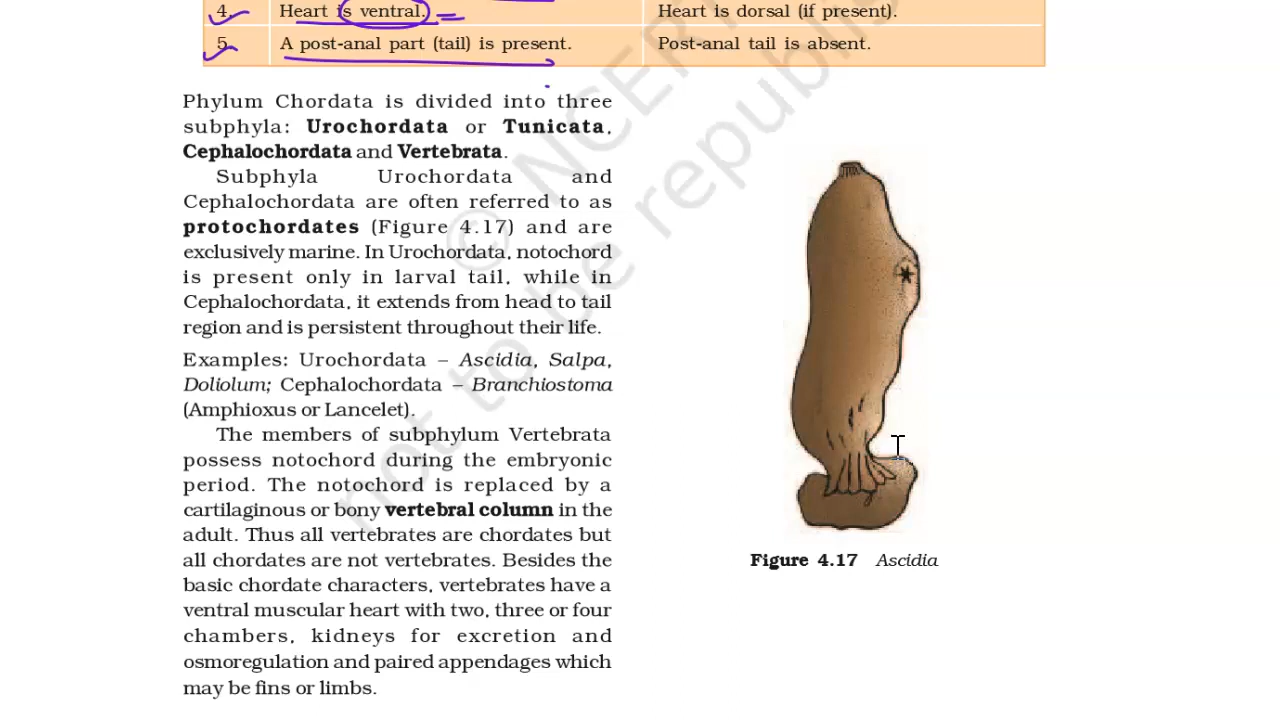 4. Heart is ventral. Heart is dorsal (if present).
5. A post-anal part (tail) is present. Post-anal tail is absent.
Phylum Chordata is divided into three
subphyla: Urochordata or Tunicata,
Cephalochordata and Vertebrata.
Subphyla Urochordata and
Cephalochordata are often referred to as
protochordates (Figure 4.17) and are
exclusively marine. In Urochordata, notochord
is present only in larval tail, while in
Cephalochordata, it extends from head to tail
region and is persistent throughout their life.
Examples: Urochordata – Ascidia, Salpa,
Doliolum; Cephalochordata – Branchiostoma
(Amphioxus or Lancelet).
The members of subphylum Vertebrata
possess notochord during the embryonic
period. The notochord is replaced by a
cartilaginous or bony vertebral column in the
adult. Thus all vertebrates are chordates but
all chordates are not vertebrates. Besides the
basic chordate characters, vertebrates have a
ventral muscular heart with two, three or four
chambers, kidneys for excretion and
osmoregulation and paired appendages which
may be fins or limbs.
Figure 4.17 Ascidia
© NCERT
not to be republis